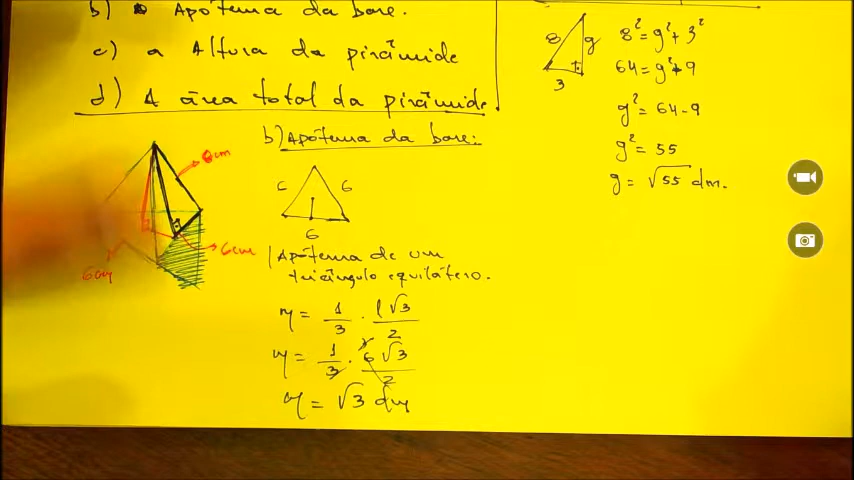 b) Apótema da base.
c) a Altura da pirâmide
d) A área total da pirâmide.
b) Apótema da base:
6 6
6
Apótema de um
triângulo equilátero.
m = 1/3 . l√3/2
m = 1/3 . 6√3/2
m = √3 dm
6cm
6cm
8 g
3
8² = g² + 3²
64 = g² + 9
g² = 64 - 9
g² = 55
g = √55 dm.